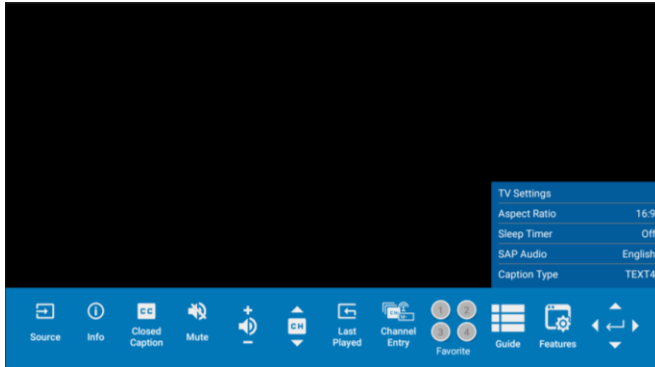 TV Settings
Aspect Ratio 16:9
Sleep Timer Off
SAP Audio English
Caption Type TEXT4
CC
CH
CH
1 2
3 4
Source
Info
Closed
Caption
Mute
Last
Played
Channel
Entry
Favorite
Guide
Features